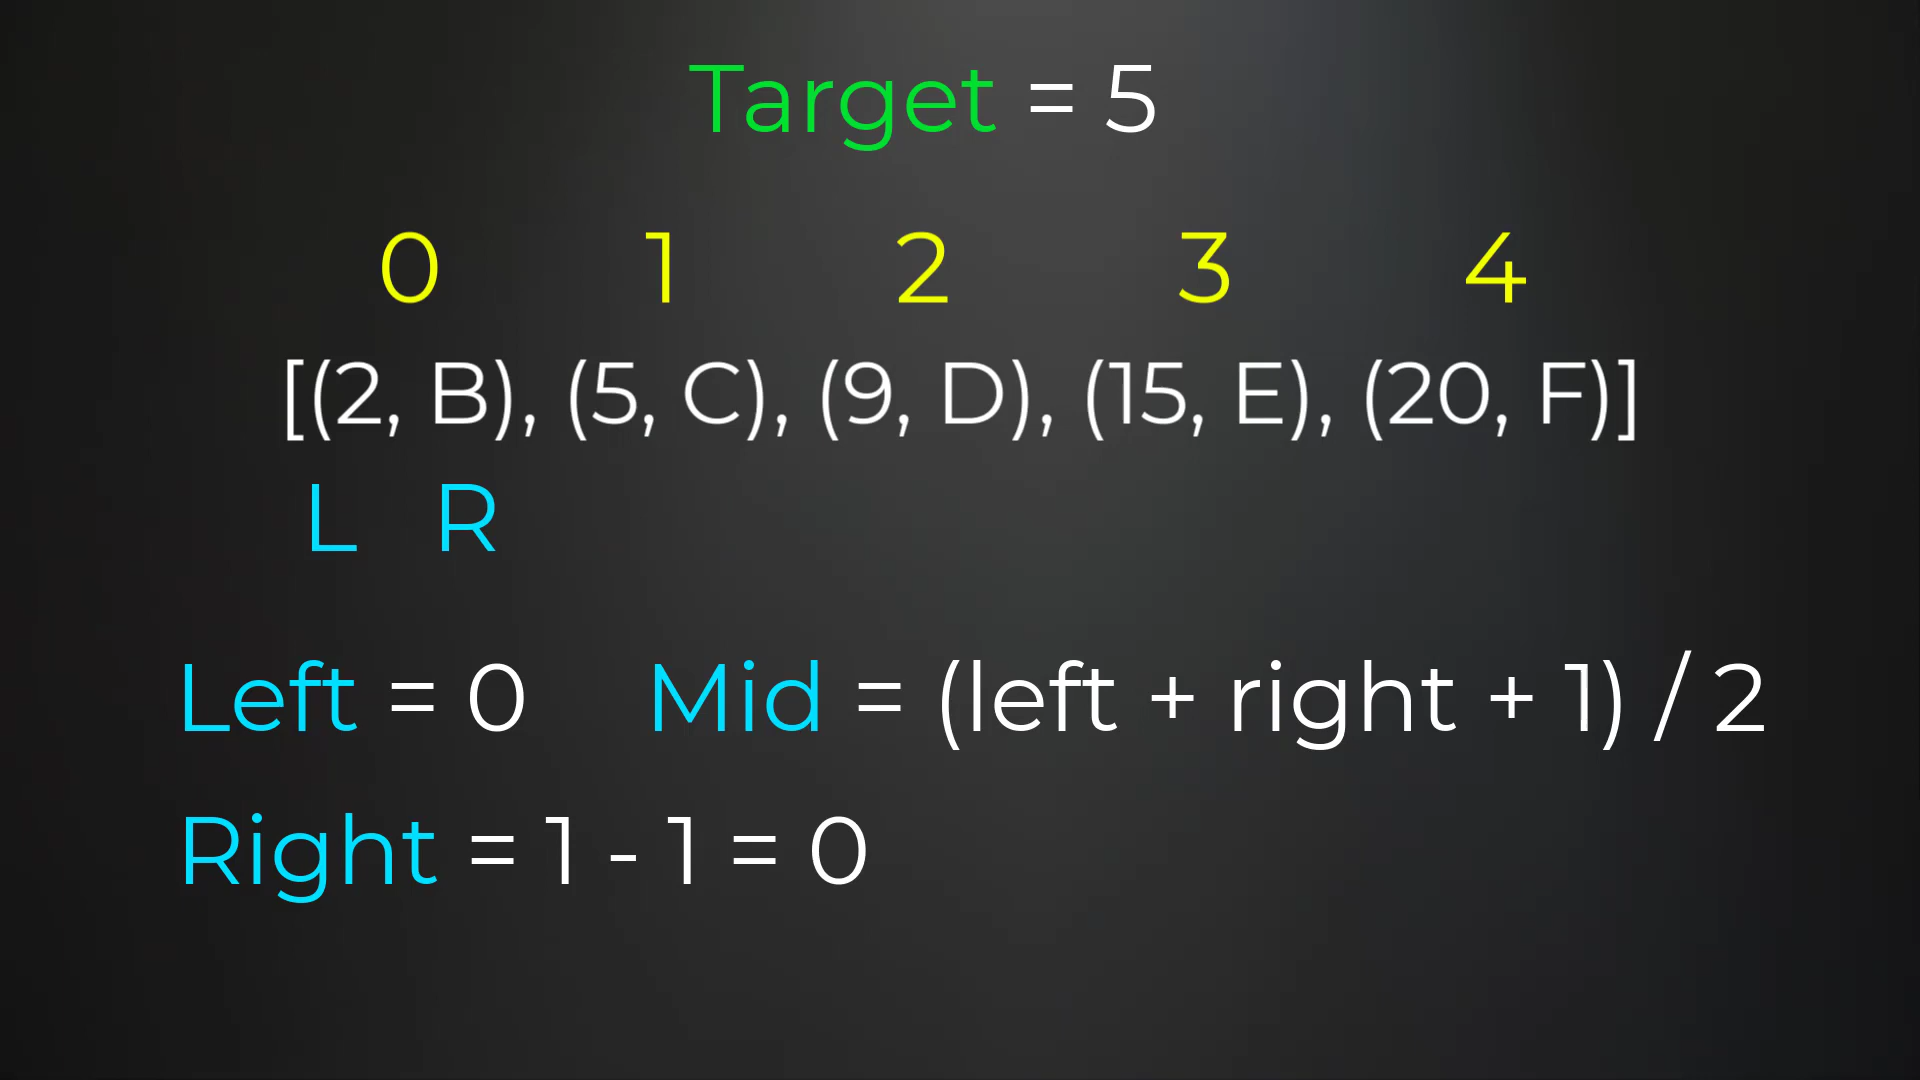 Target = 5
0 1 2 3 4
[(2, B), (5, C), (9, D), (15, E), (20, F)]
L R
Left = 0 Mid = (left + right + 1) / 2
Right = 1 - 1 = 0